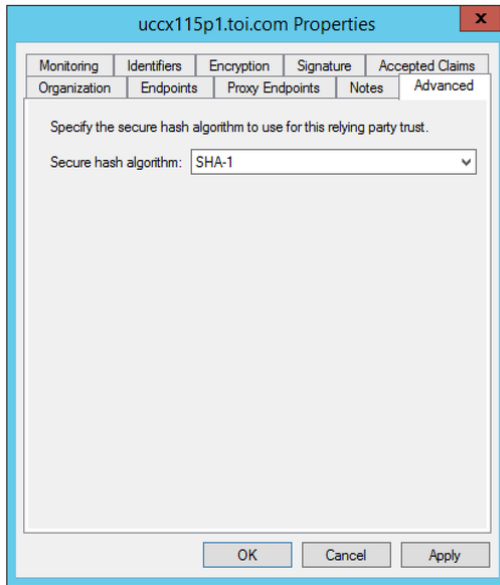 uccx115p1.toi.com Properties
x
Monitoring Identifiers Encryption Signature Accepted Claims
Organization Endpoints Proxy Endpoints Notes Advanced
Specify the secure hash algorithm to use for this relying party trust.
Secure hash algorithm: SHA-1
OK Cancel Apply